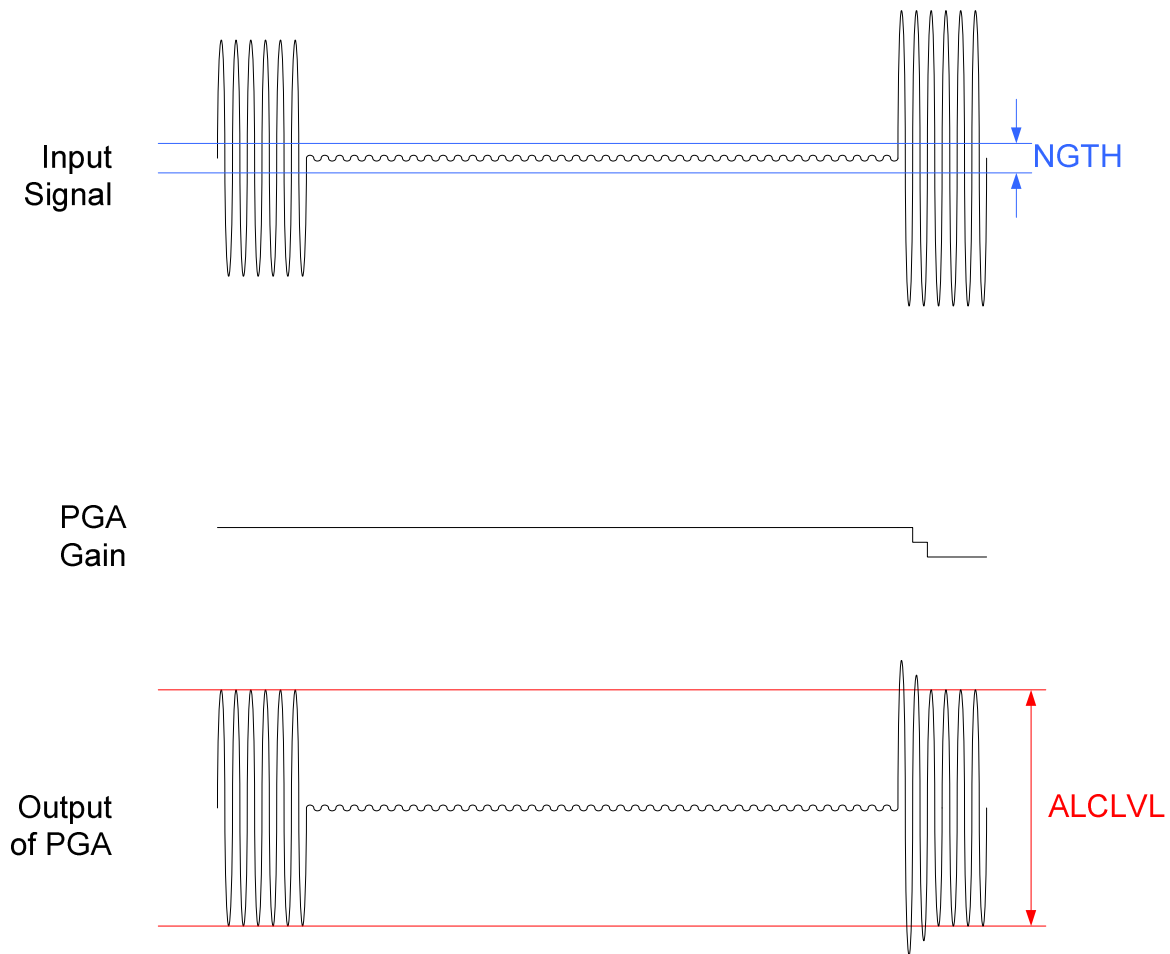 Input
Signal
NGTH
PGA
Gain
Output
of PGA
ALCLVL